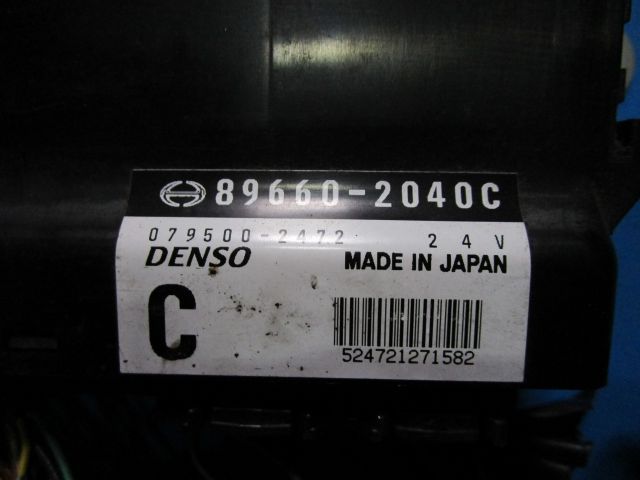 89660-2040C
079500-2472 24V
DENSO MADE IN JAPAN
C
524721271582